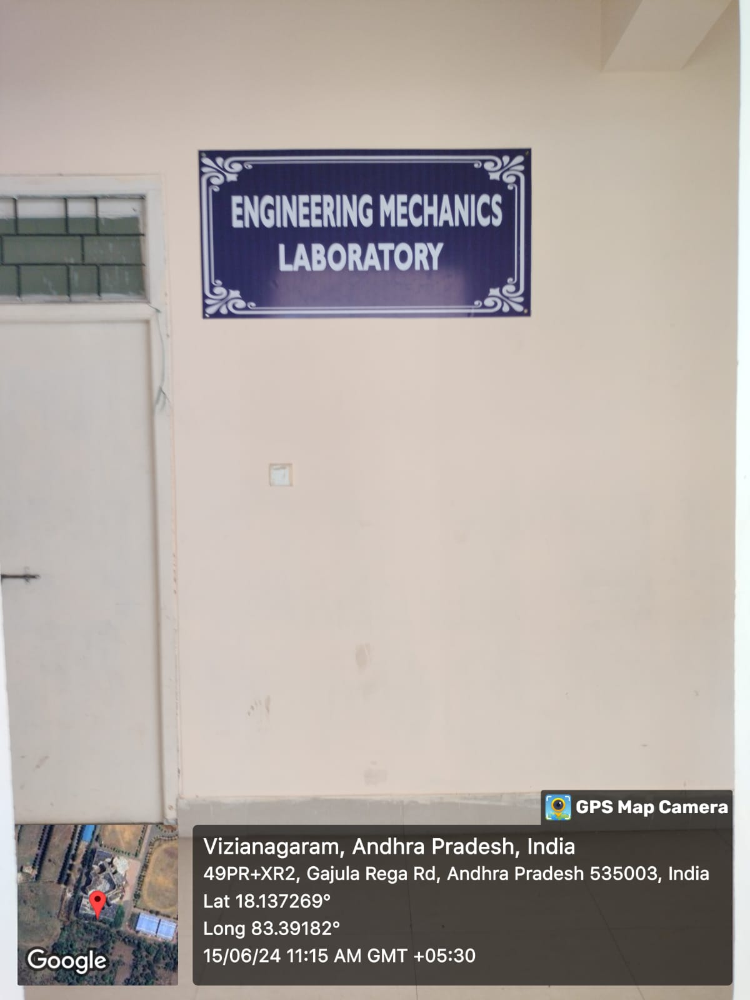 ENGINEERING MECHANICS
LABORATORY
GPS Map Camera
Vizianagaram, Andhra Pradesh, India
49PR+XR2, Gajula Rega Rd, Andhra Pradesh 535003, India
Lat 18.137269°
Long 83.39182°
15/06/24 11:15 AM GMT +05:30
Google